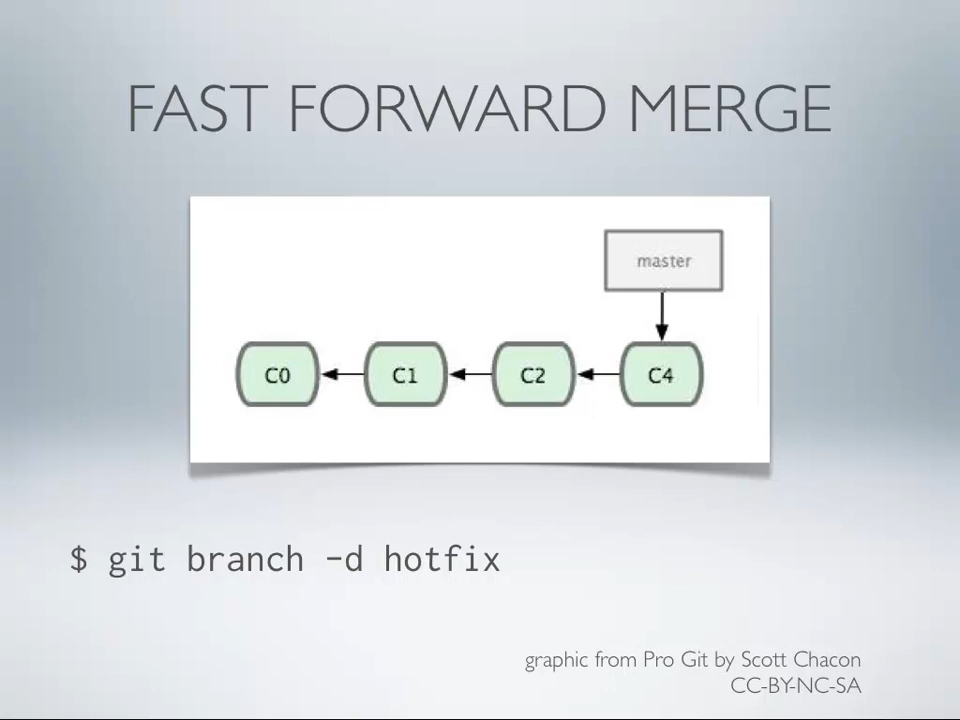 FAST FORWARD MERGE
master
C0 C1 C2 C4
$ git branch -d hotfix
graphic from Pro Git by Scott Chacon
CC-BY-NC-SA